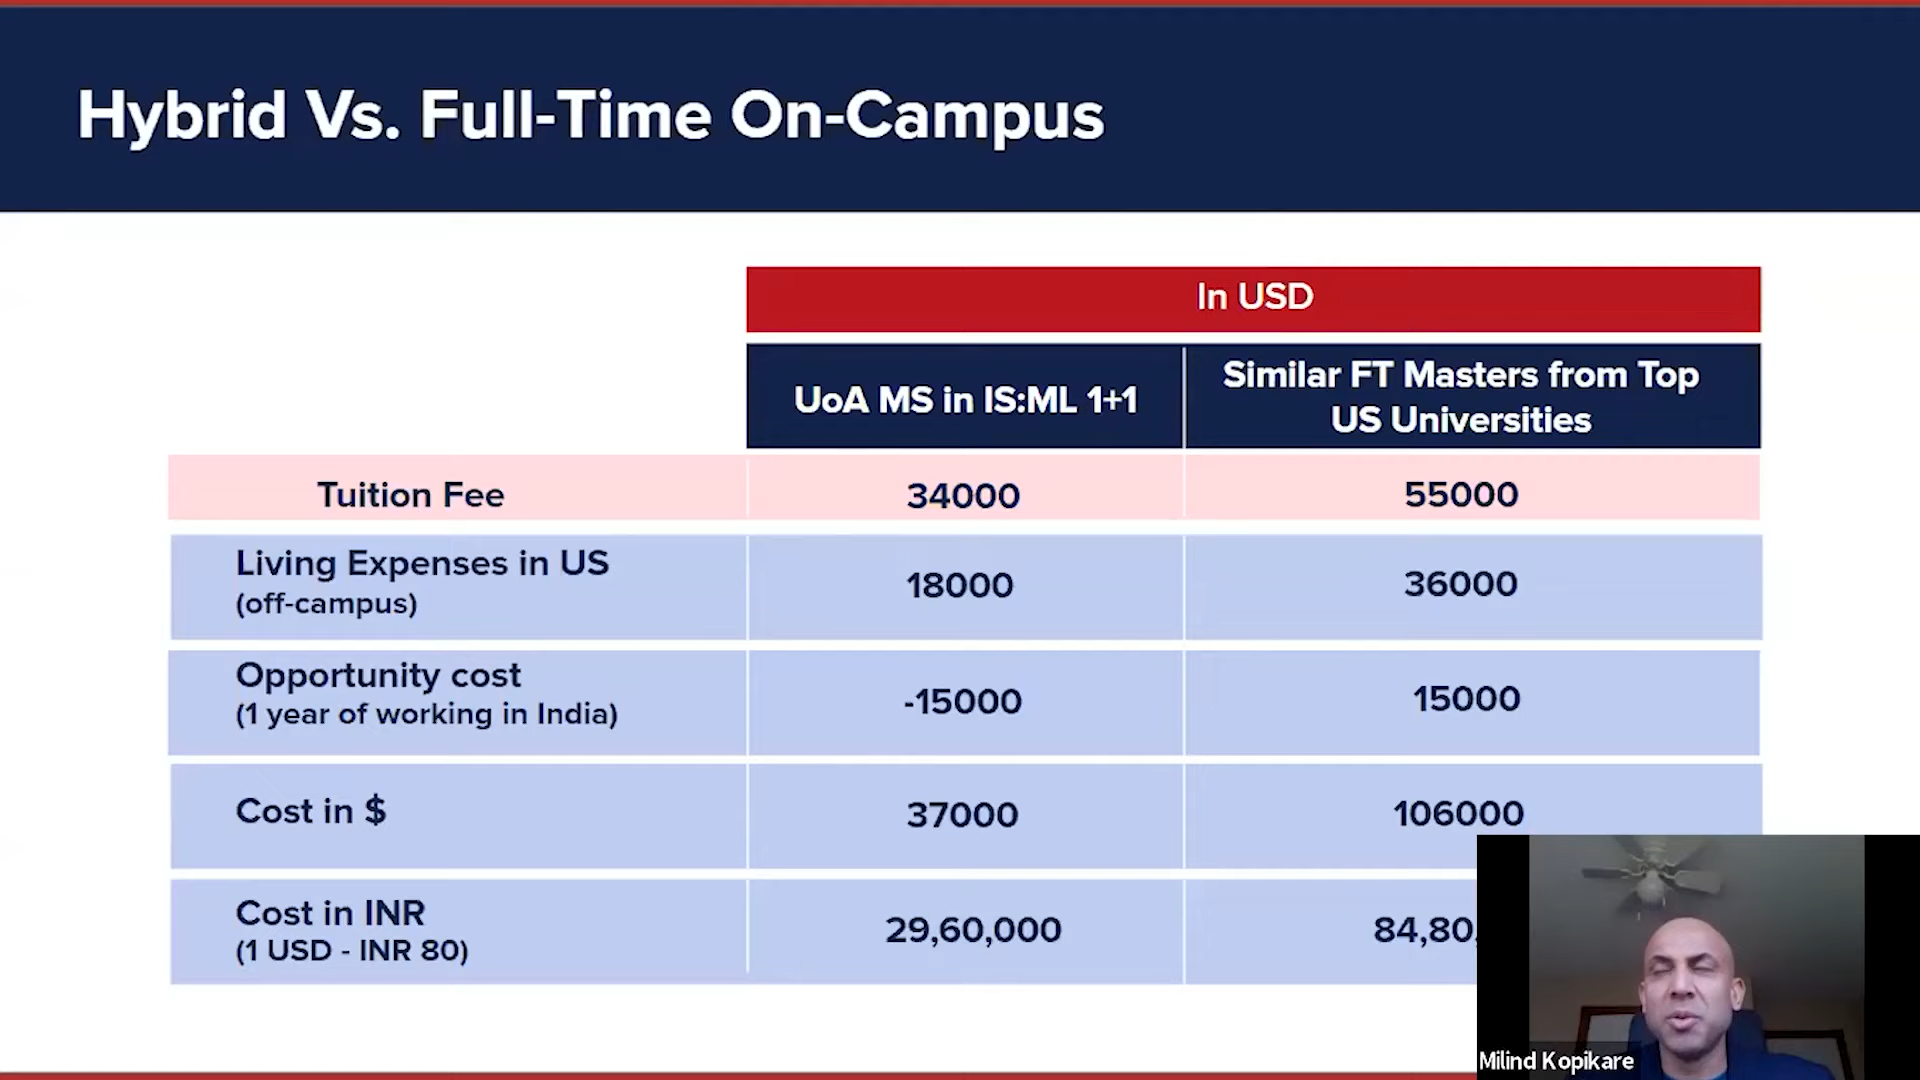 Hybrid Vs. Full-Time On-Campus
In USD
UoA MS in IS:ML 1+1
Similar FT Masters from Top
US Universities
Tuition Fee
34000
55000
Living Expenses in US
(off-campus)
18000
36000
Opportunity cost
(1 year of working in India)
-15000
15000
Cost in $
37000
106000
Cost in INR
(1 USD - INR 80)
29,60,000
84,80,
Milind Kopikare